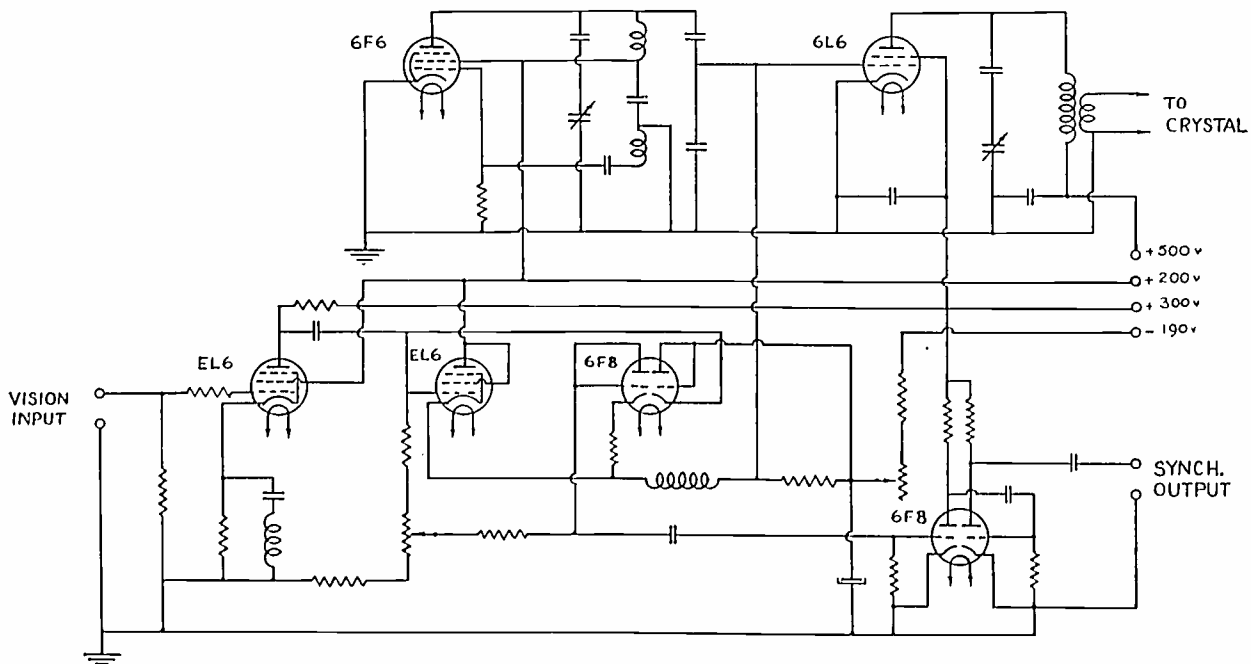 6F6
6L6
TO
CRYSTAL
+500v
+200v
+300v
-190v
EL6
EL6
6F8
VISION
INPUT
SYNCH.
OUTPUT
6F8